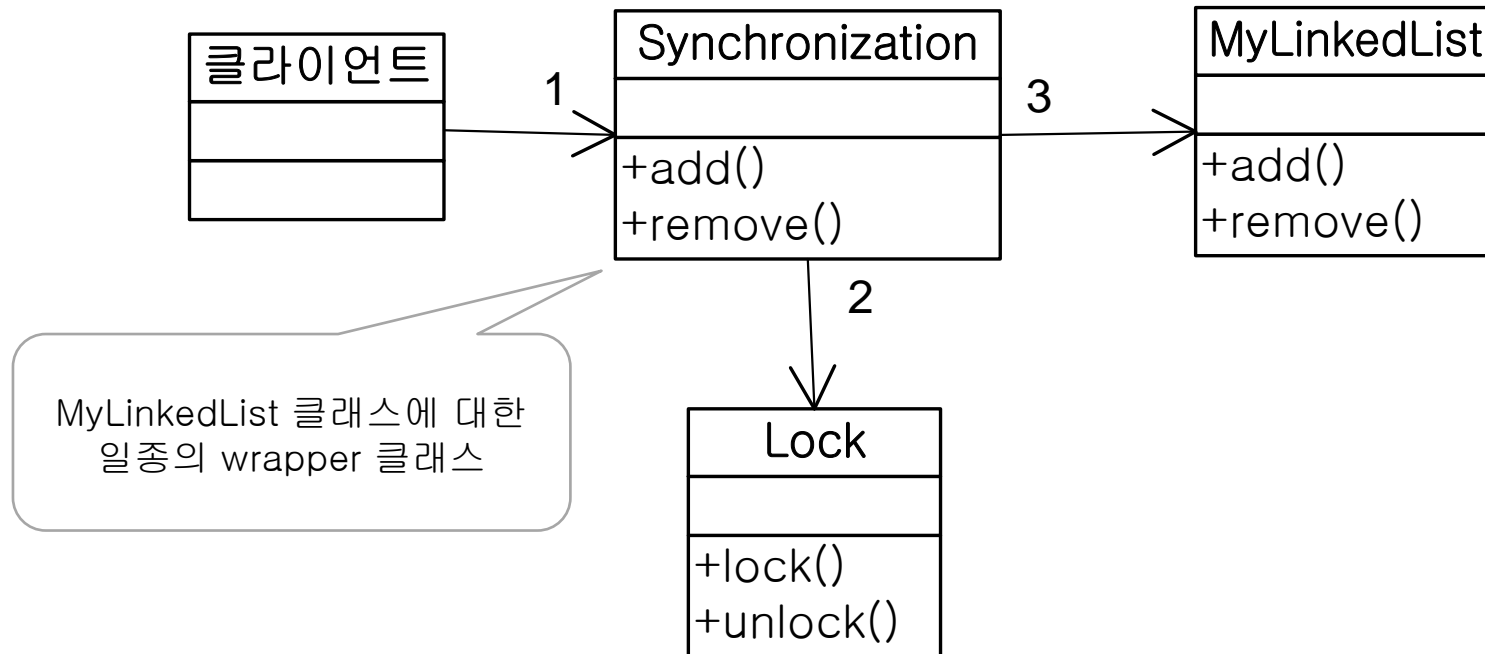 클라이언트
1
Synchronization
+add()
+remove()
3
MyLinkedList
+add()
+remove()
2
MyLinkedList 클래스에 대한
일종의 wrapper 클래스
Lock
+lock()
+unlock()